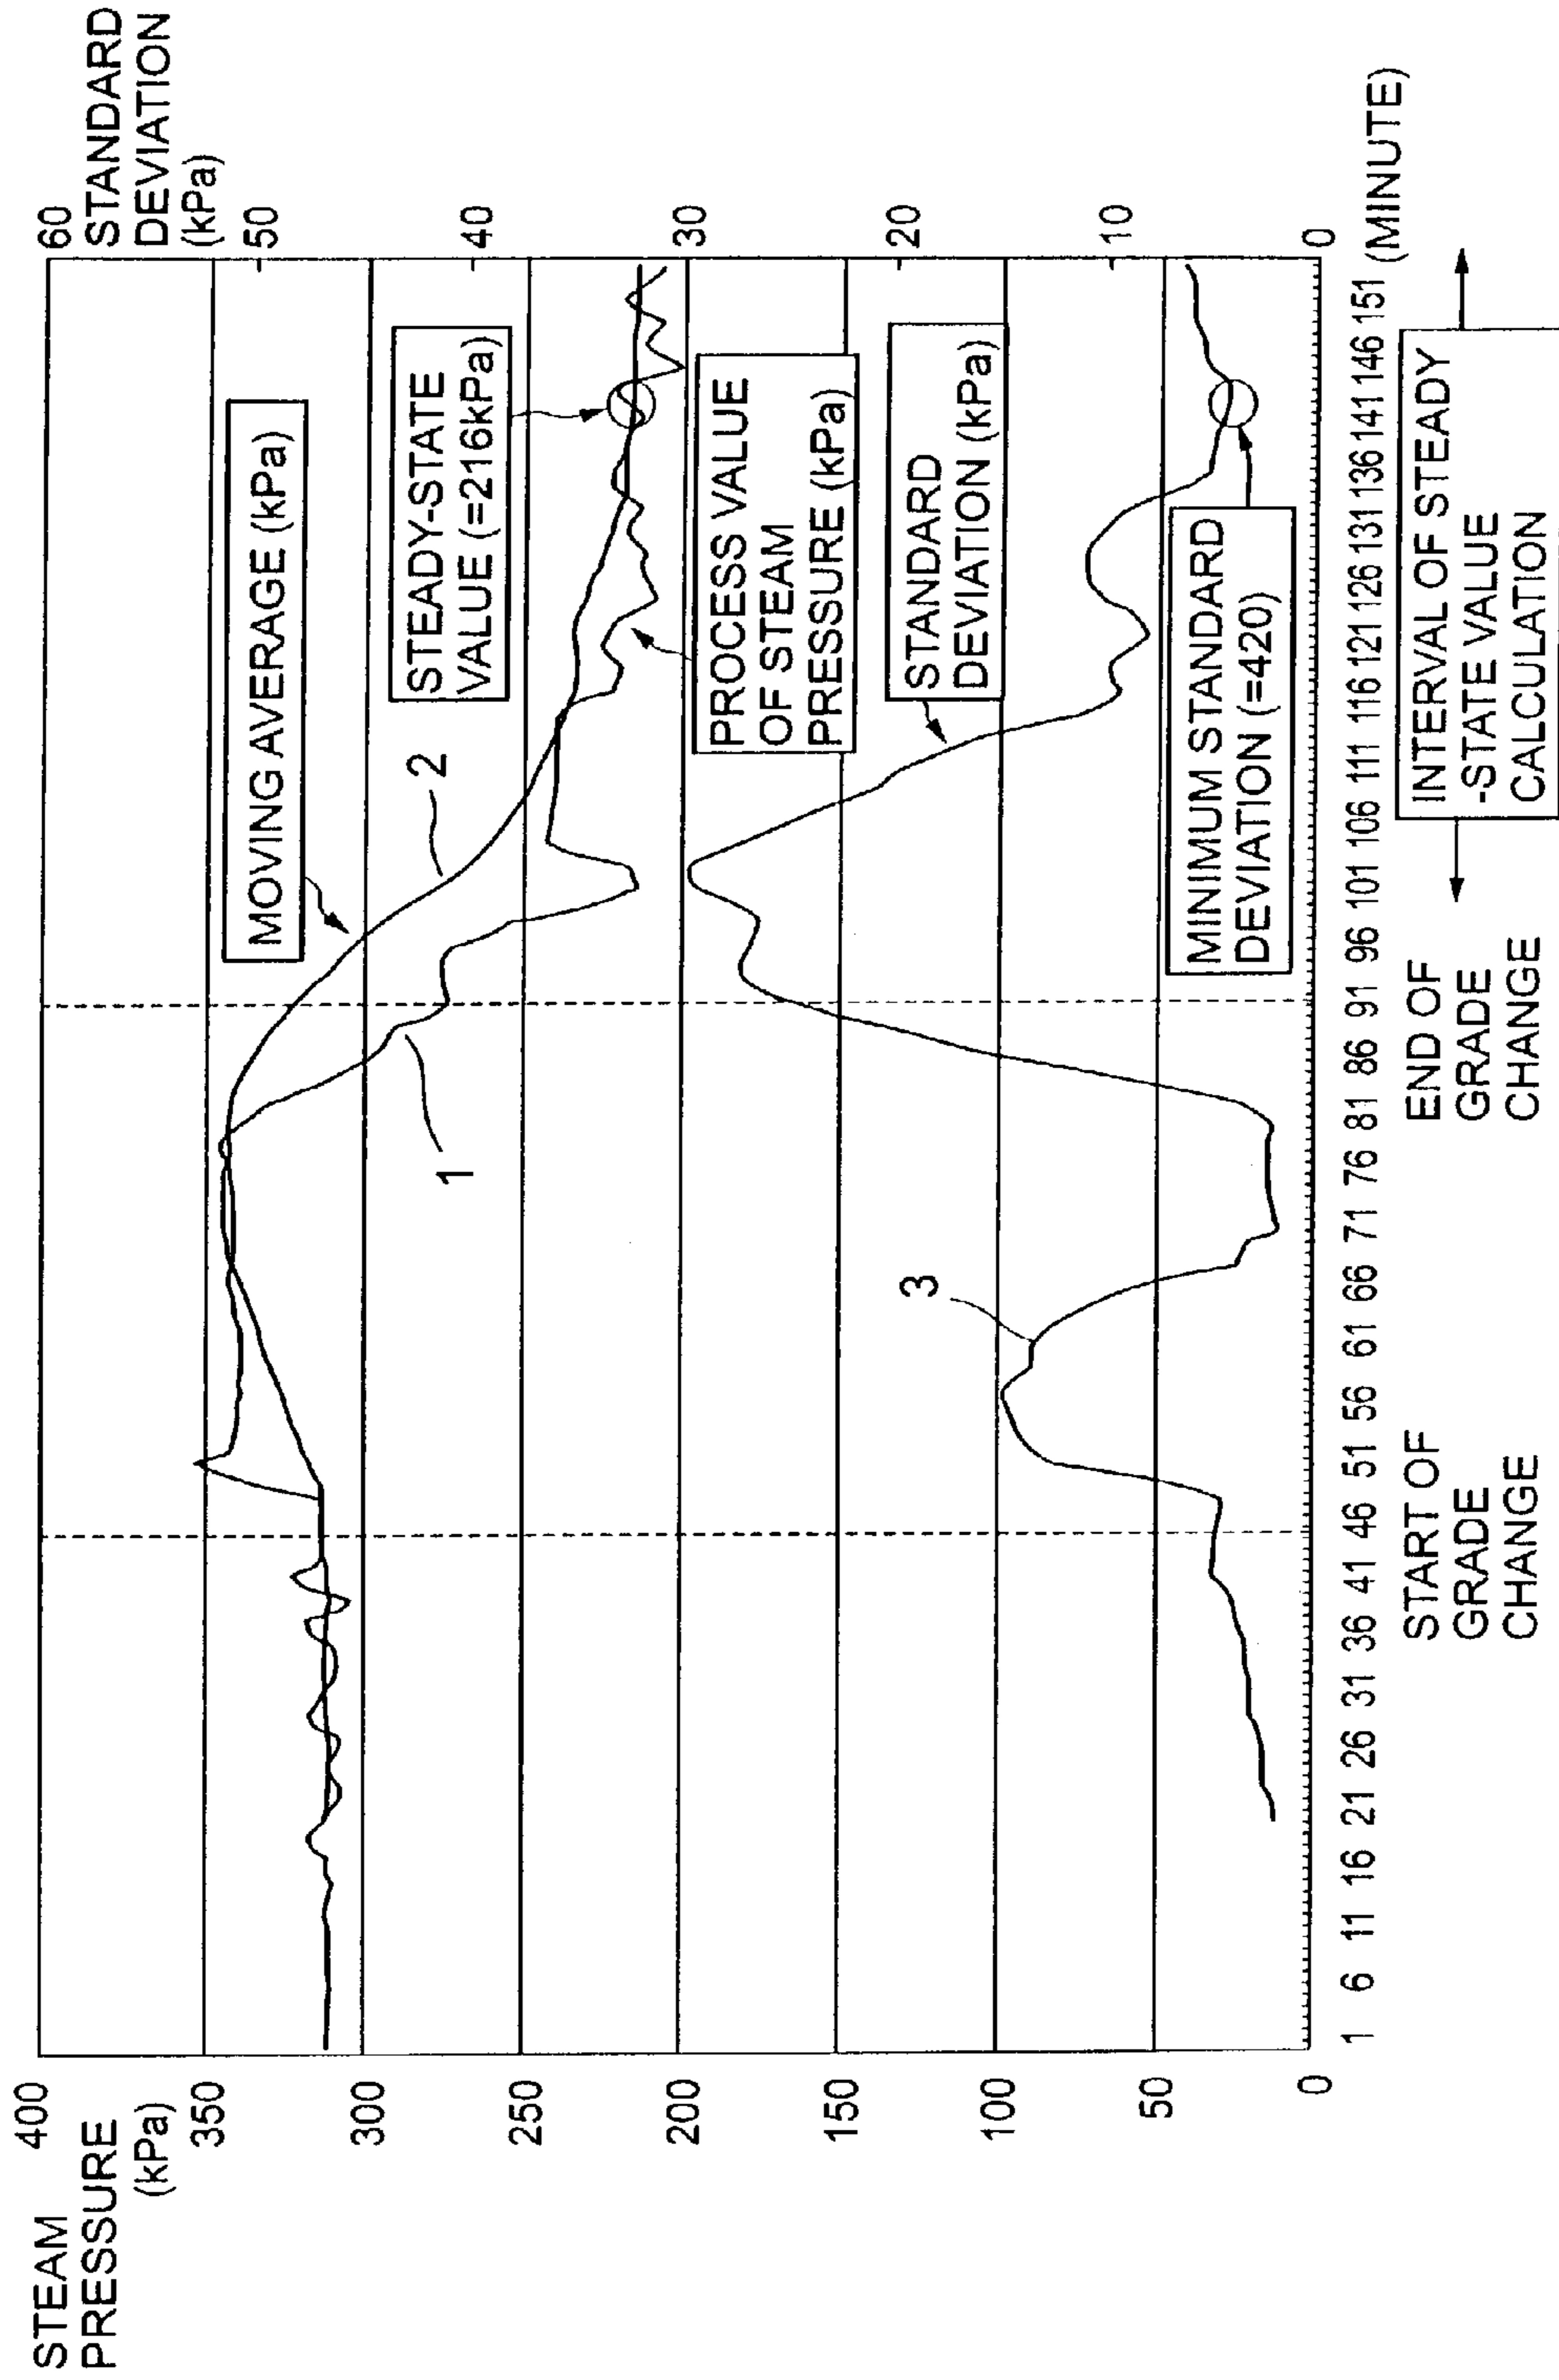 STEAM
PRESSURE
(kPa)
400
350
300
250
200
150
100
50
0
STANDARD
DEVIATION
(kPa)
60
50
40
30
20
10
0
(MINUTE)
MOVING AVERAGE (kPa)
2
STEADY-STATE
VALUE (=216kPa)
PROCESS VALUE
OF STEAM
PRESSURE (kPa)
1
STANDARD
DEVIATION (kPa)
3
MINIMUM STANDARD
DEVIATION (=420)
1 6 11 16 21 26 31 36 41 46 51 56 61 66 71 76 81 86 91 96 101 106 111 116 121 126 131 136 141 146 151
START OF
GRADE
CHANGE
END OF
GRADE
CHANGE
INTERVAL OF STEADY
-STATE VALUE
CALCULATION